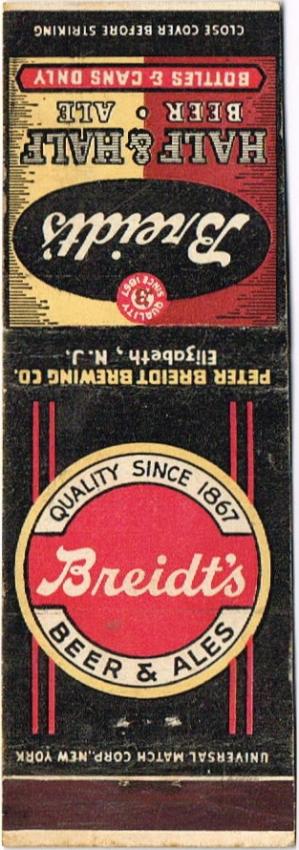 CLOSE COVER BEFORE STRIKING
BOTTLES & CANS ONLY
BEER • ALE
HALF & HALF
Breidt's
QUALITY B SINCE 1867
PETER BREIDT BREWING CO.
Elizabeth, N.J.
QUALITY SINCE 1867
Breidt's
BEER & ALES
UNIVERSAL MATCH CORP., NEW YORK